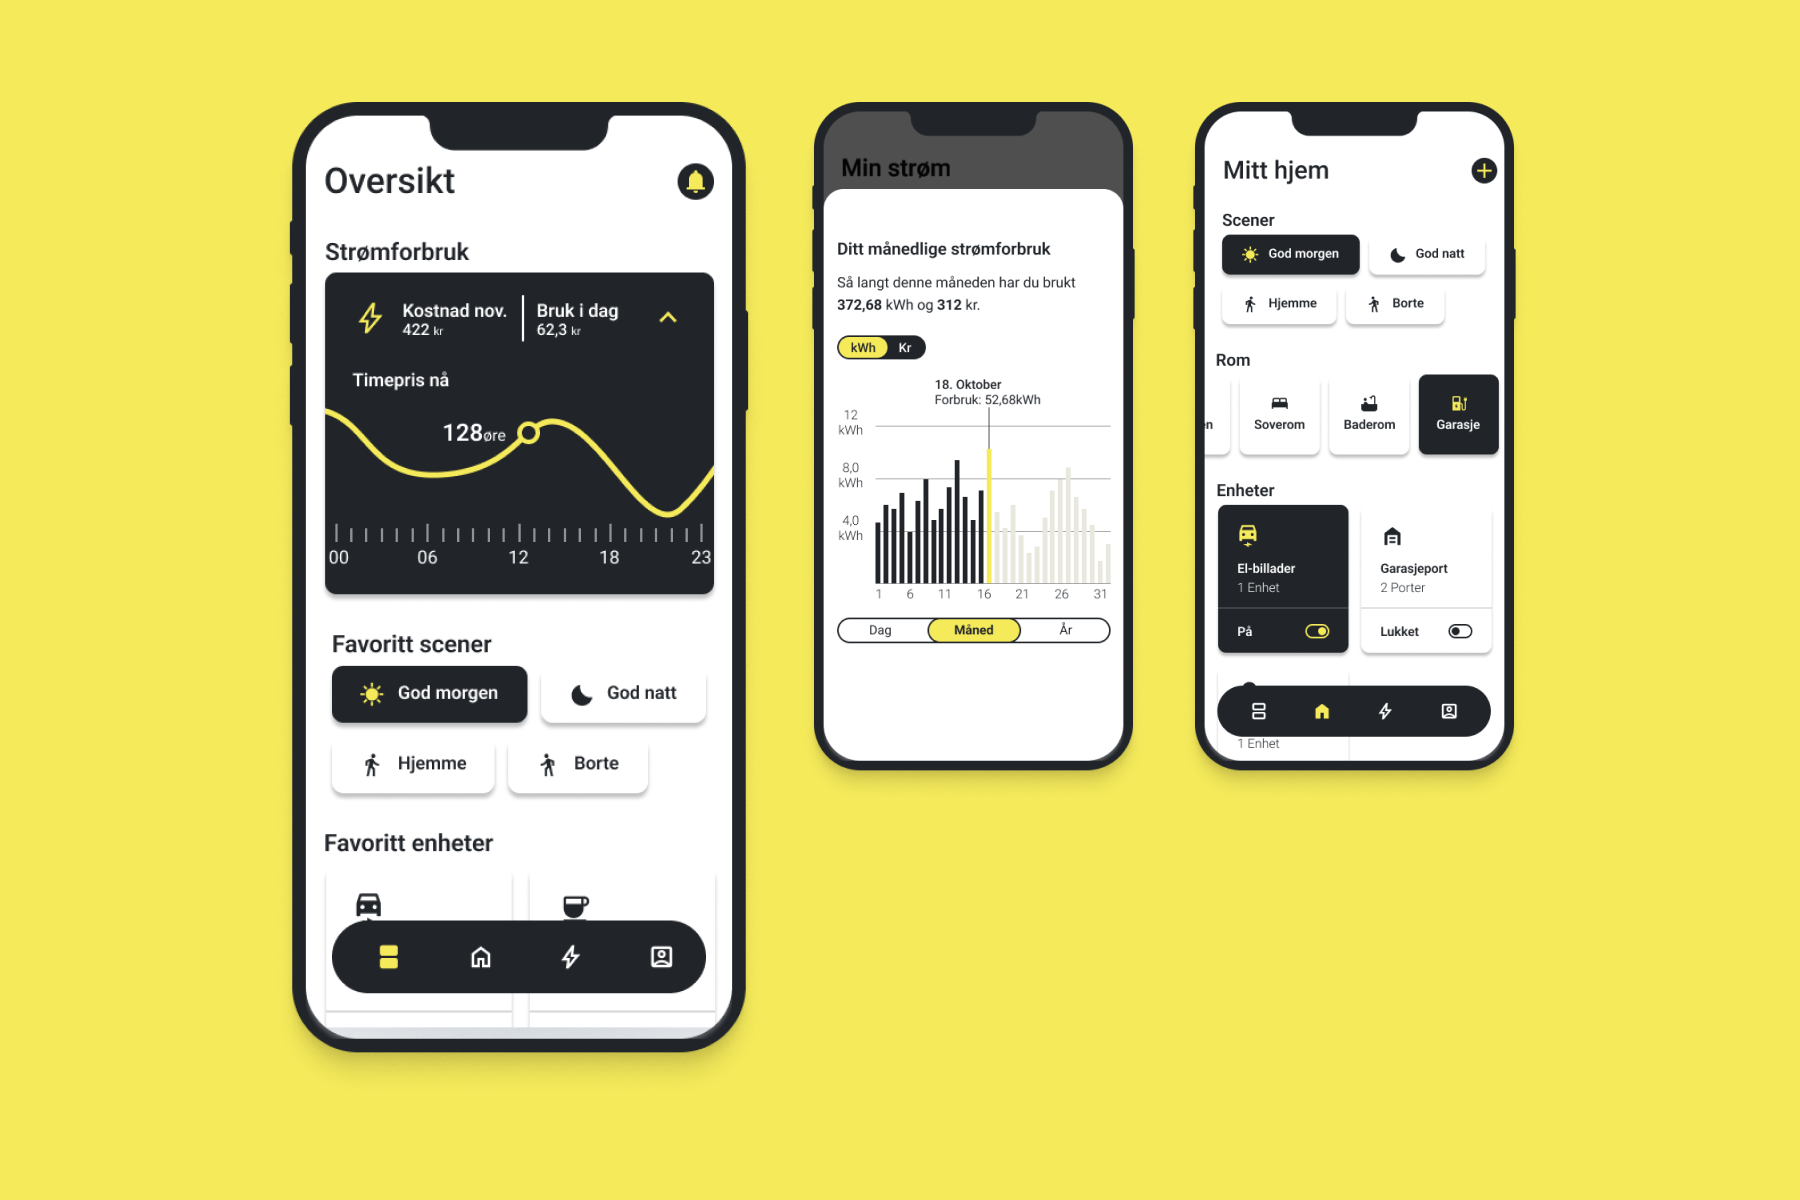 Oversikt
Strømforbruk
Kostnad nov.
422 kr
Bruk i dag
62,3 kr
Timepris nå
128øre
00 06 12 18 23
Favoritt scener
God morgen
God natt
Hjemme
Borte
Favoritt enheter
Min strøm
Ditt månedlige strømforbruk
Så langt denne måneden har du brukt
372,68 kWh og 312 kr.
kWh Kr
18. Oktober
Forbruk: 52,68kWh
12
kWh
8,0
kWh
4,0
kWh
1 6 11 16 21 26 31
Dag Måned År
Mitt hjem
Scener
God morgen
God natt
Hjemme
Borte
Rom
en
Soverom
Baderom
Garasje
Enheter
El-billader
1 Enhet
På
Garasjeport
2 Porter
Lukket
1 Enhet